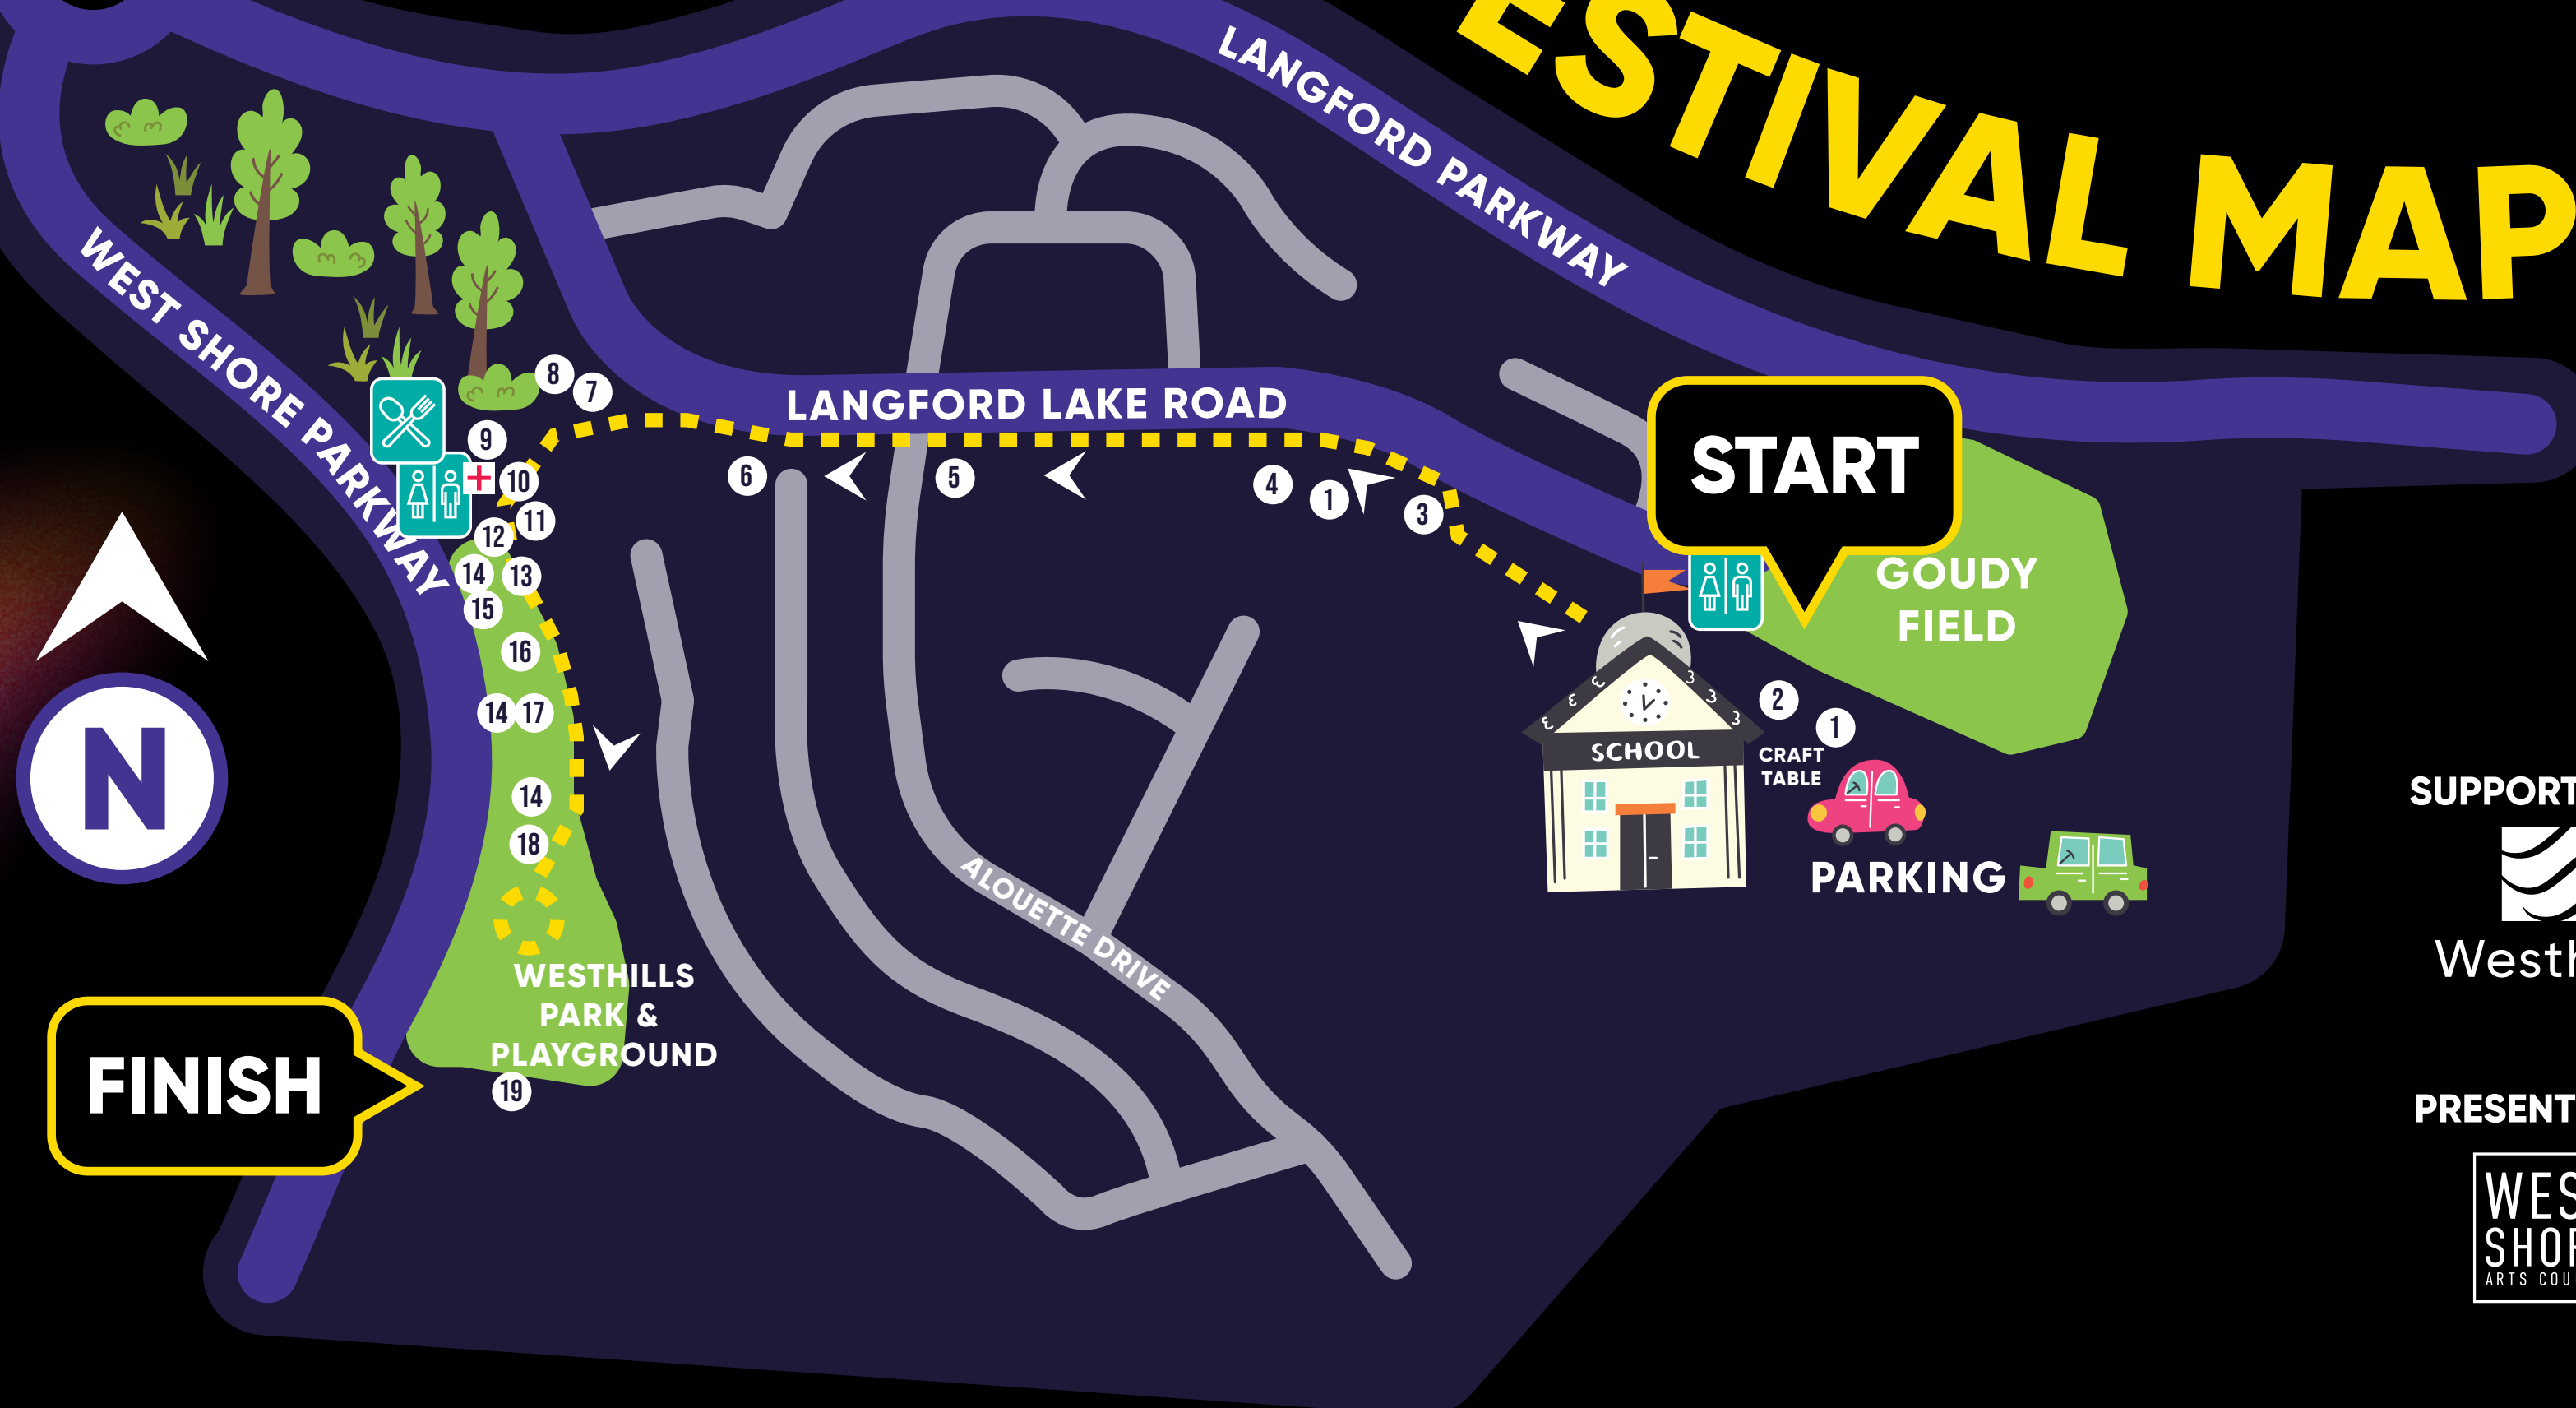 ESTIVAL MAP
LANGFORD PARKWAY
WEST SHORE PARKWAY
LANGFORD LAKE ROAD
START
GOUDY
FIELD
8
7
9
10
11
12
14
13
15
16
14
17
14
18
6
5
4
1
3
2
1
SCHOOL
CRAFT
TABLE
PARKING
N
ALOUETTE DRIVE
WESTHILLS
PARK &
PLAYGROUND
19
FINISH
SUPPORT
Westh
PRESENT
WES
SHOR
ARTS COU